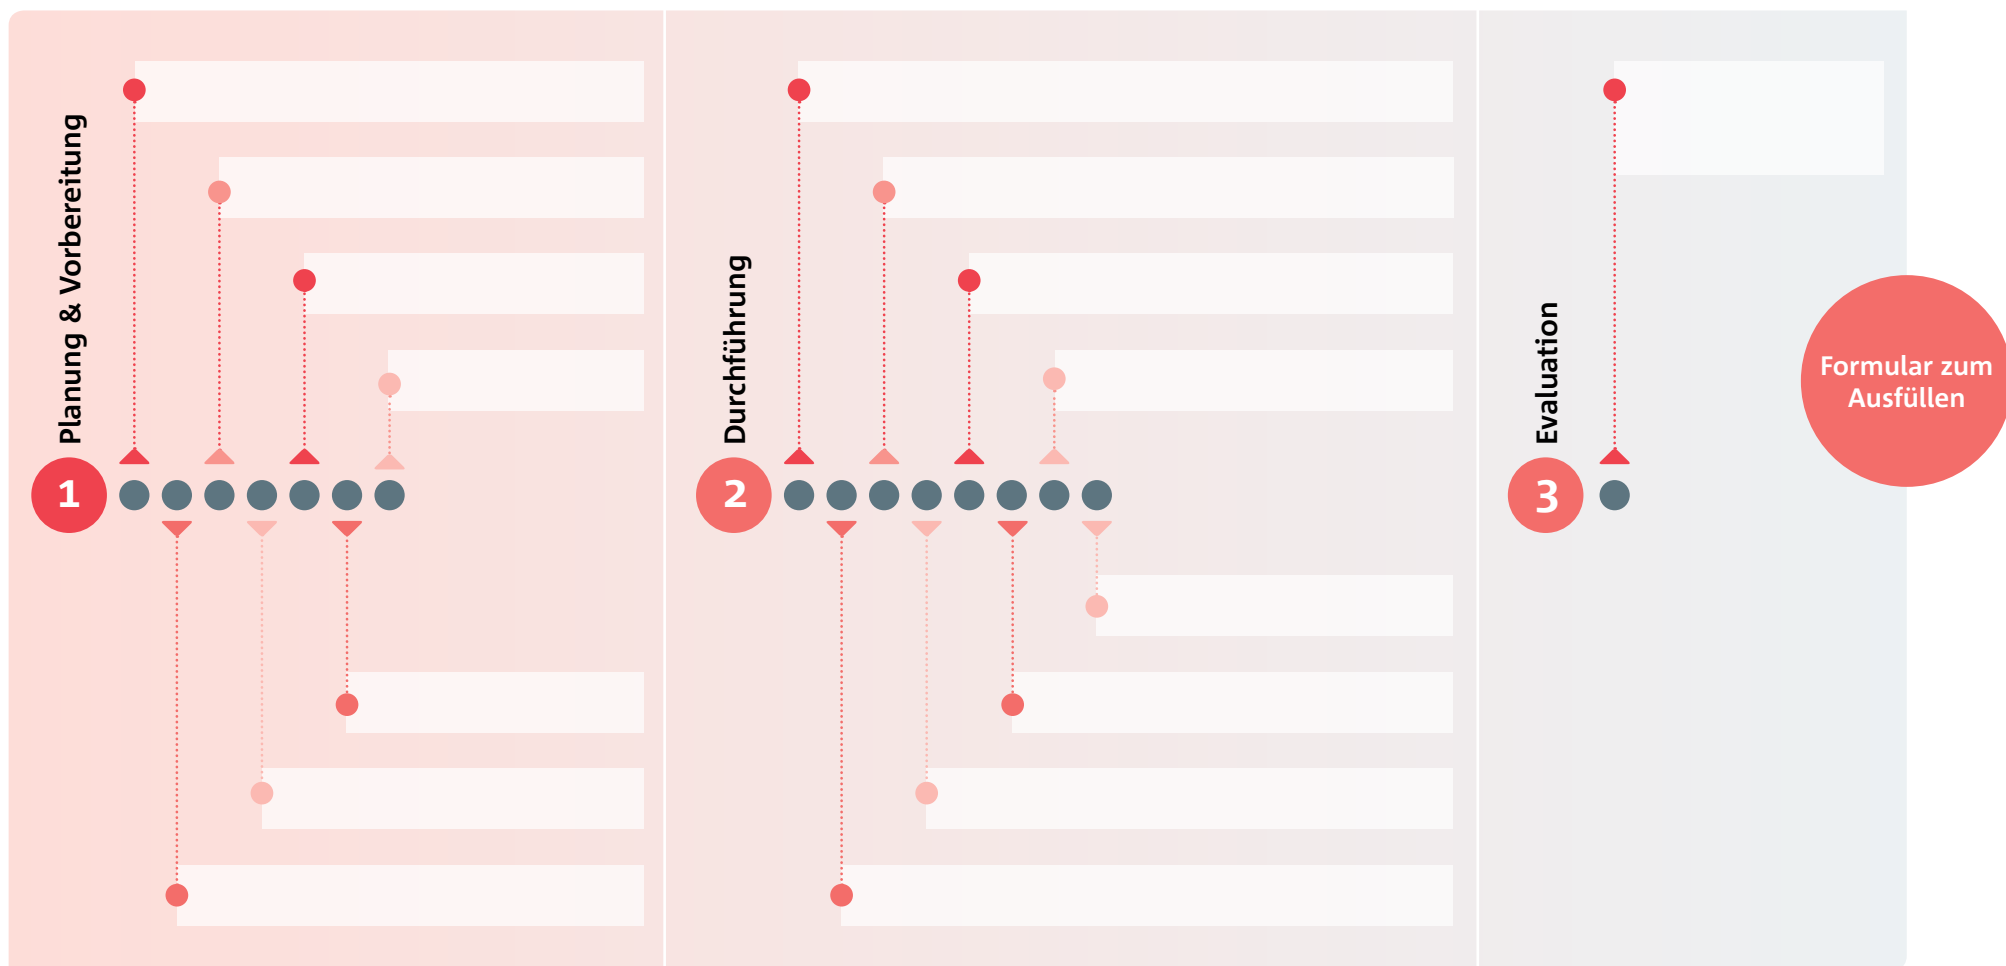 Planung & Vorbereitung
1
Durchführung
2
Evaluation
3
Formular zum
Ausfüllen